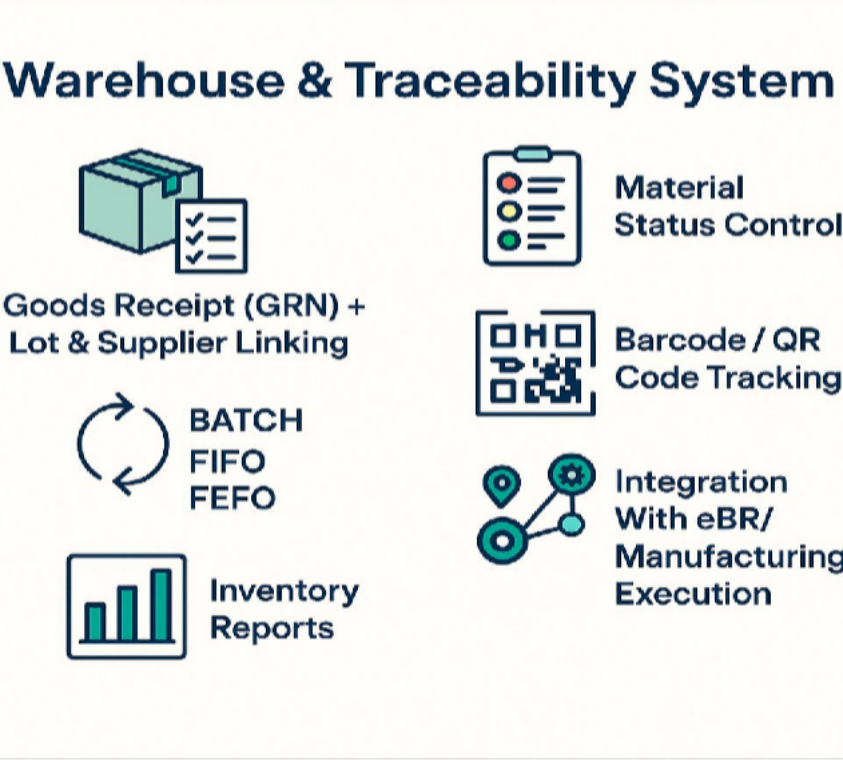 Warehouse & Traceability System
Goods Receipt (GRN) +
Lot & Supplier Linking
BATCH
FIFO
FEFO
Inventory
Reports
Material
Status Control
Barcode / QR
Code Tracking
Integration
With eBR/
Manufacturing
Execution